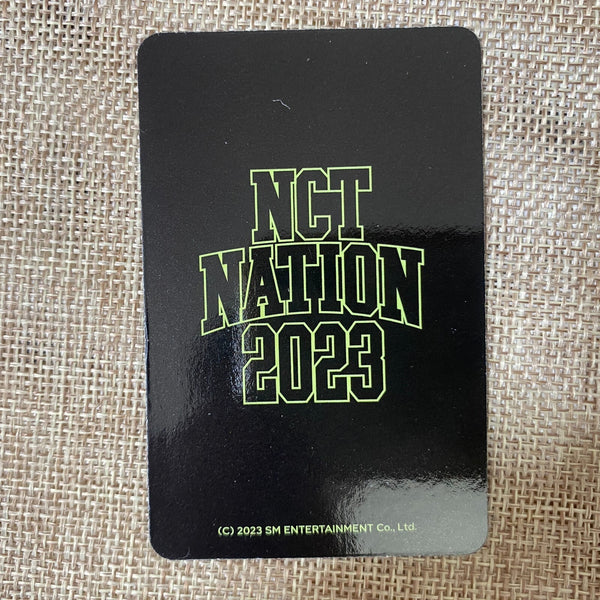 NCT
NATION
2023
(C) 2023 SM ENTERTAINMENT Co., Ltd.